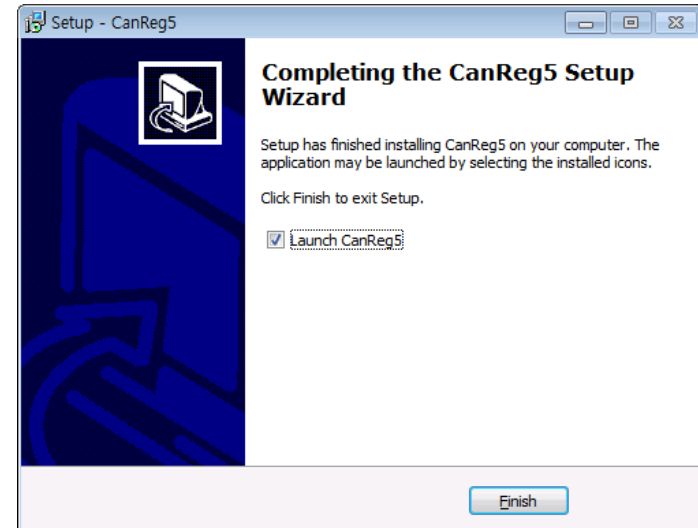 Setup - CanReg5
Completing the CanReg5 Setup
Wizard
Setup has finished installing CanReg5 on your computer. The
application may be launched by selecting the installed icons.
Click Finish to exit Setup.
Launch CanReg5
Finish